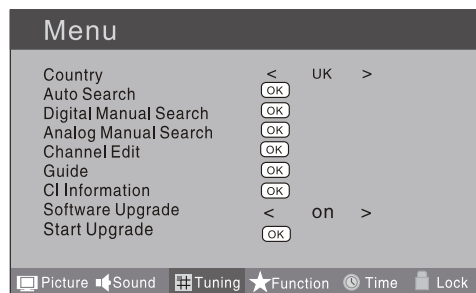 Menu
Country < UK >
Auto Search OK
Digital Manual Search OK
Analog Manual Search OK
Channel Edit OK
Guide OK
CI Information OK
Software Upgrade < on >
Start Upgrade OK
Picture Sound Tuning Function Time Lock